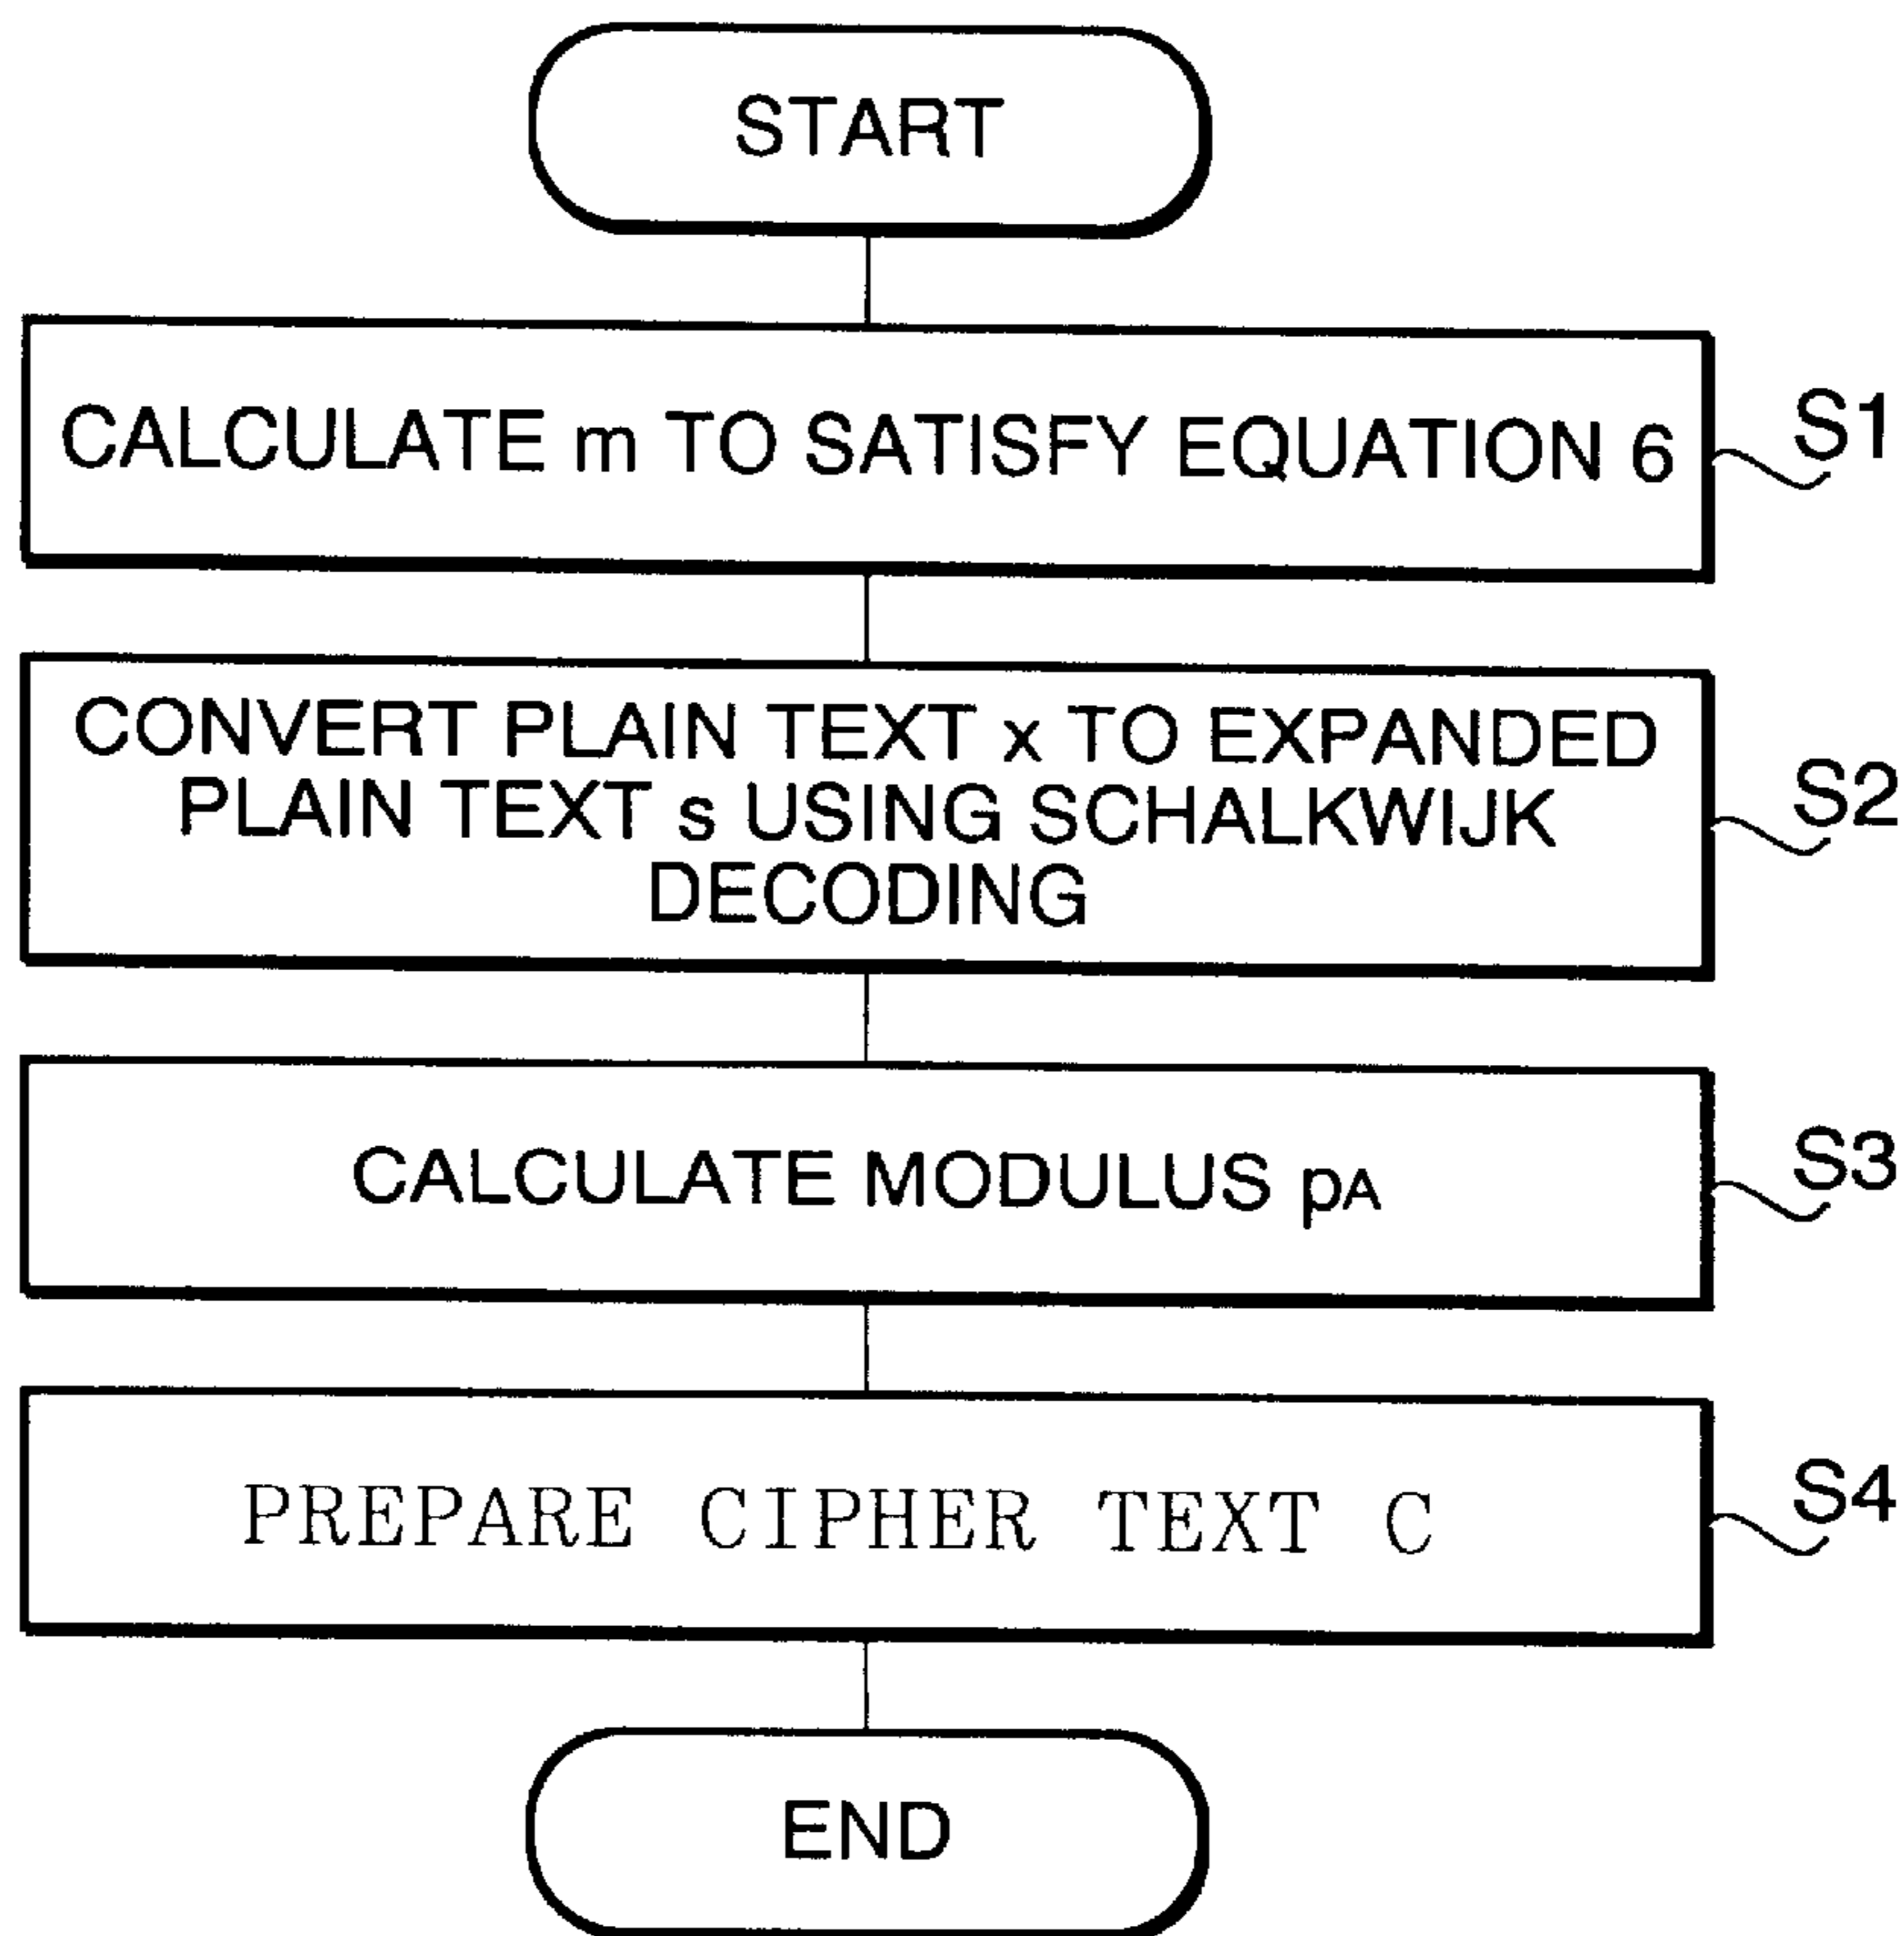 START
CALCULATE m TO SATISFY EQUATION 6
S1
CONVERT PLAIN TEXT x TO EXPANDED
PLAIN TEXT s USING SCHALKWIJK
DECODING
S2
CALCULATE MODULUS pA
S3
PREPARE CIPHER TEXT C
S4
END